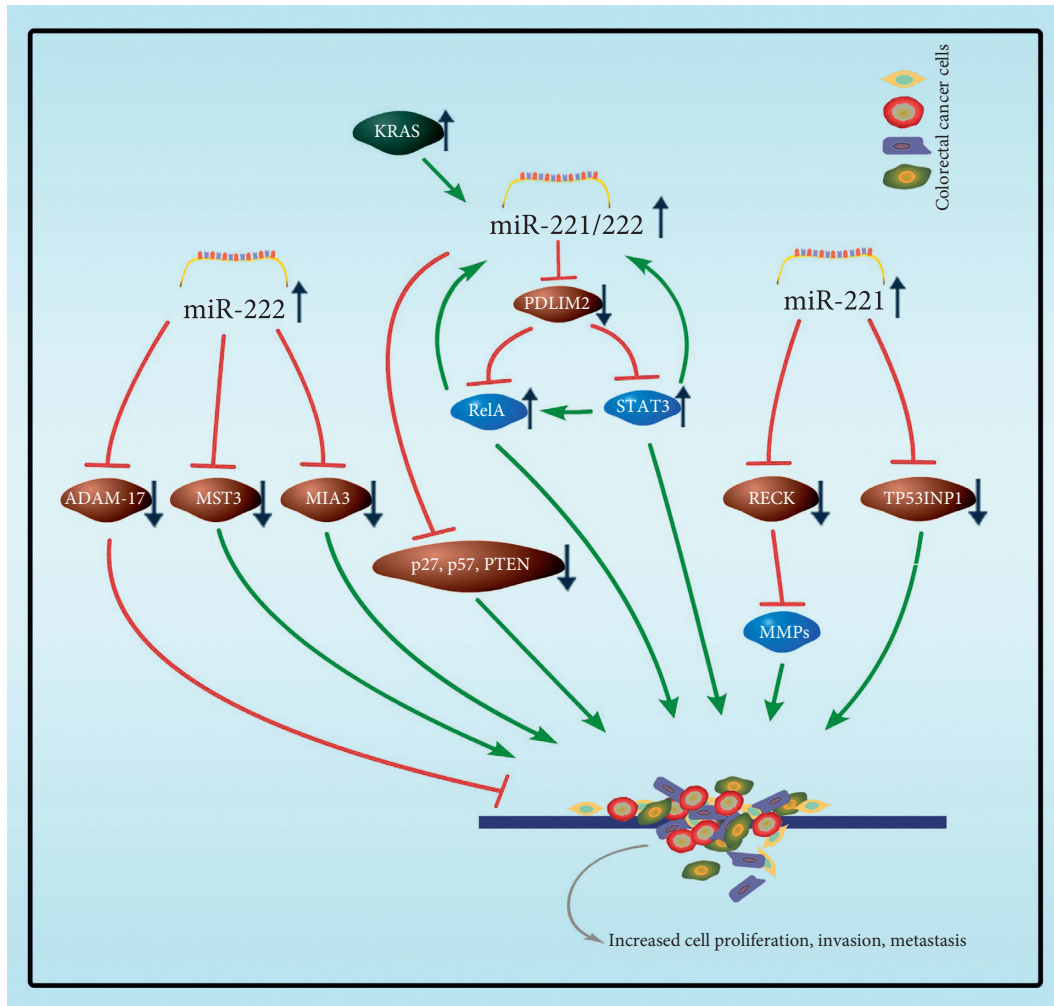 Colorectal cancer cells
KRAS
miR-221/222
miR-222
miR-221
PDLIM2
RelA
STAT3
ADAM-17
MST3
MIA3
RECK
TP53INP1
p27, p57, PTEN
MMPs
Increased cell proliferation, invasion, metastasis